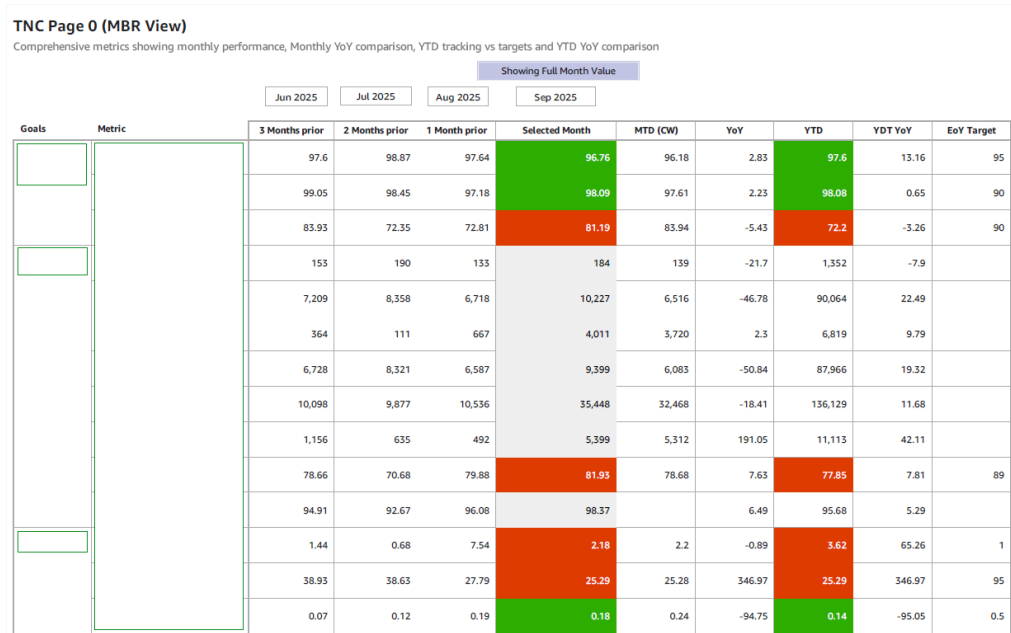 TNC Page 0 (MBR View)
Comprehensive metrics showing monthly performance, Monthly YoY comparison, YTD tracking vs targets and YTD YoY comparison
Showing Full Month Value
Jun 2025 Jul 2025 Aug 2025 Sep 2025
Goals Metric 3 Months prior 2 Months prior 1 Month prior Selected Month MTD (CW) YoY YTD YDT YoY EoY Target
97.6 98.87 97.64 96.76 96.18 2.83 97.6 13.16 95
99.05 98.45 97.18 98.09 97.61 2.23 98.08 0.65 90
83.93 72.35 72.81 81.19 83.94 -5.43 72.2 -3.26 90
153 190 133 184 139 -21.7 1,352 -7.9
7,209 8,358 6,718 10,227 6,516 -46.78 90,064 22.49
364 111 667 4,011 3,720 2.3 6,819 9.79
6,728 8,321 6,587 9,399 6,083 -50.84 87,966 19.32
10,098 9,877 10,536 35,448 32,468 -18.41 136,129 11.68
1,156 635 492 5,399 5,312 191.05 11,113 42.11
78.66 70.68 79.88 81.93 78.68 7.63 77.85 7.81 89
94.91 92.67 96.08 98.37 6.49 95.68 5.29
1.44 0.68 7.54 2.18 2.2 -0.89 3.62 65.26 1
38.93 38.63 27.79 25.29 25.28 346.97 25.29 346.97 95
0.07 0.12 0.19 0.18 0.24 -94.75 0.14 -95.05 0.5